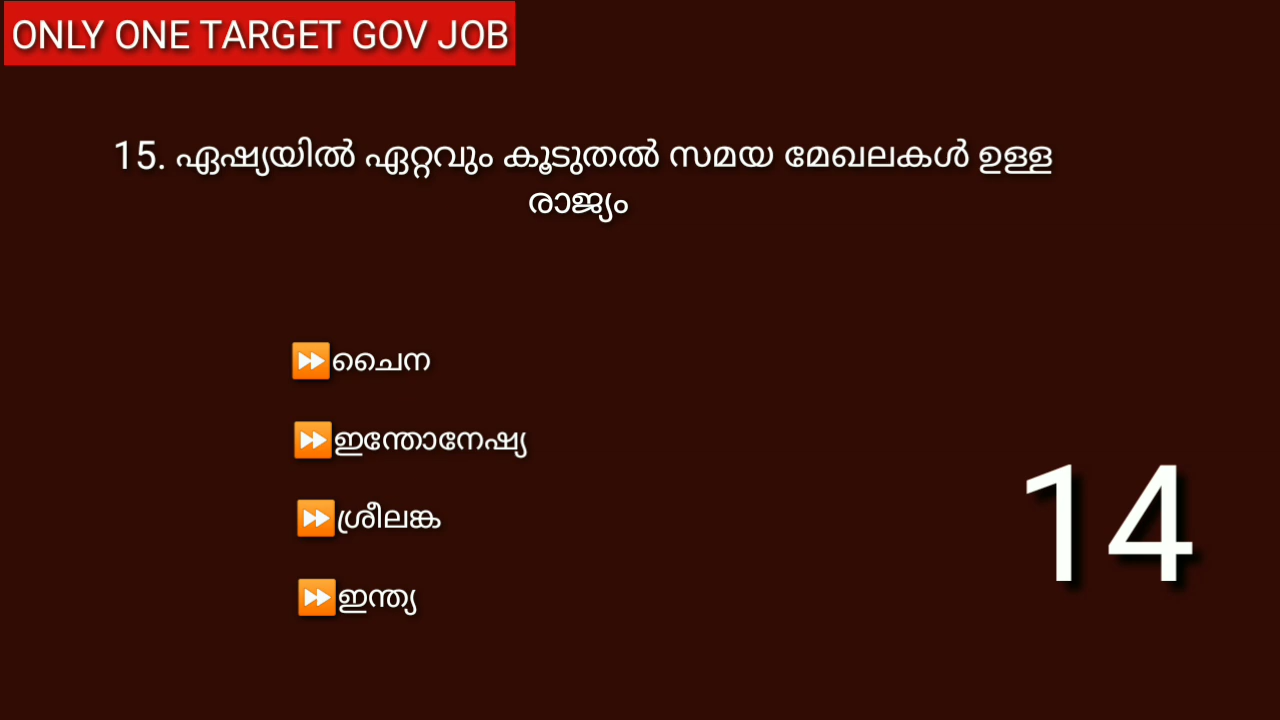 ONLY ONE TARGET GOV JOB
15. ഏഷ്യയിൽ ഏറ്റവും കൂടുതൽ സമയ മേഖലകൾ ഉള്ള
രാജ്യം
⏩ചൈന
⏩ഇന്തോനേഷ്യ
⏩ശ്രീലങ്ക
⏩ഇന്ത്യ
14